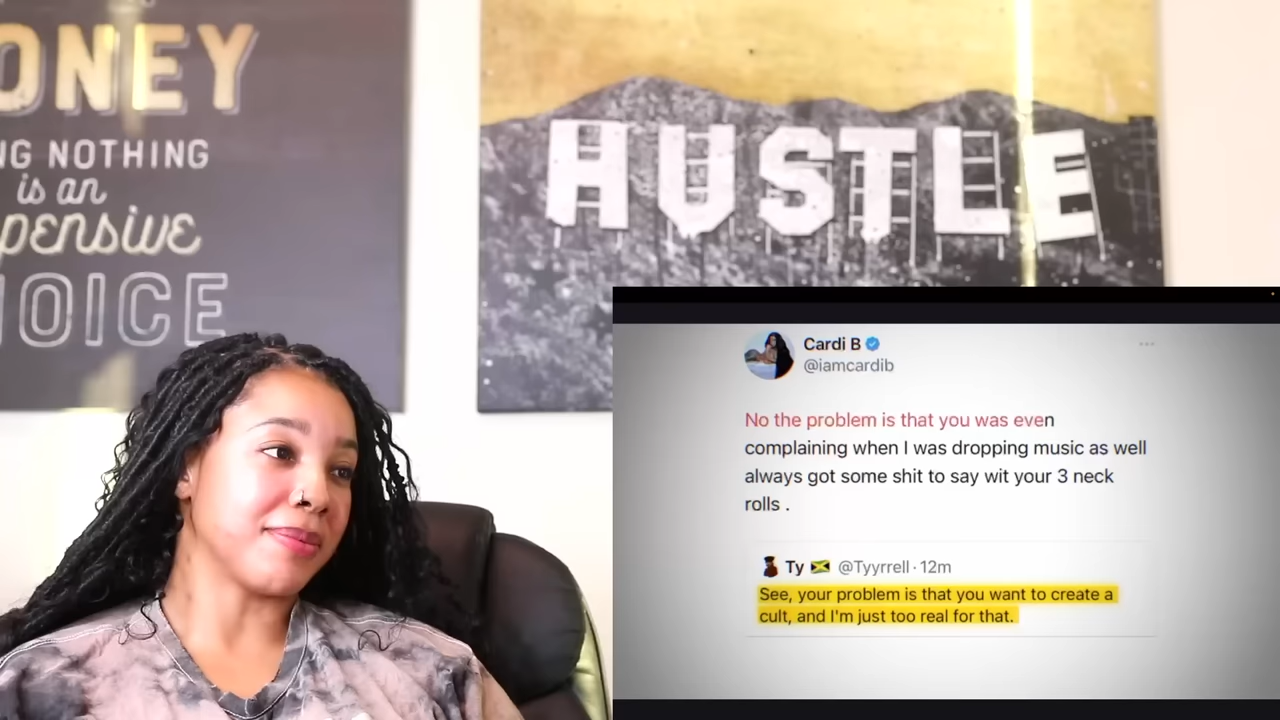 ONEY
NG NOTHING
is an
pensive
HOICE
HUSTLE
Cardi B
@iamcardib
No the problem is that you was even
complaining when I was dropping music as well
always got some shit to say wit your 3 neck
rolls .
Ty @Tyyrrell · 12m
See, your problem is that you want to create a
cult, and I'm just too real for that.